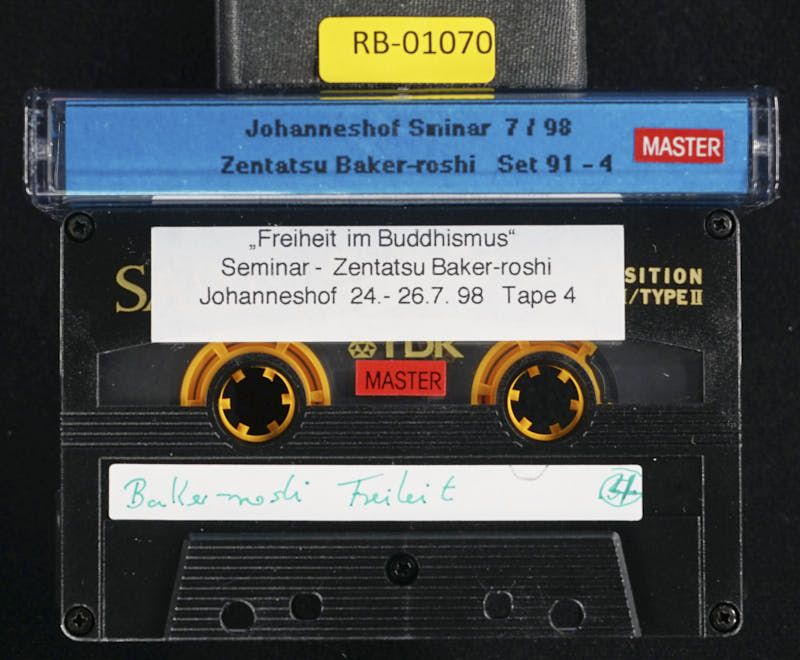 RB-01070
Johanneshof Sminar 7 / 98
Zentatsu Baker-roshi Set 91 - 4
MASTER
„Freiheit im Buddhismus“
Seminar - Zentatsu Baker-roshi
Johanneshof 24.- 26.7. 98 Tape 4
SA
SITION
/TYPE II
TDK
MASTER
Baker-roshi Freiheit 4